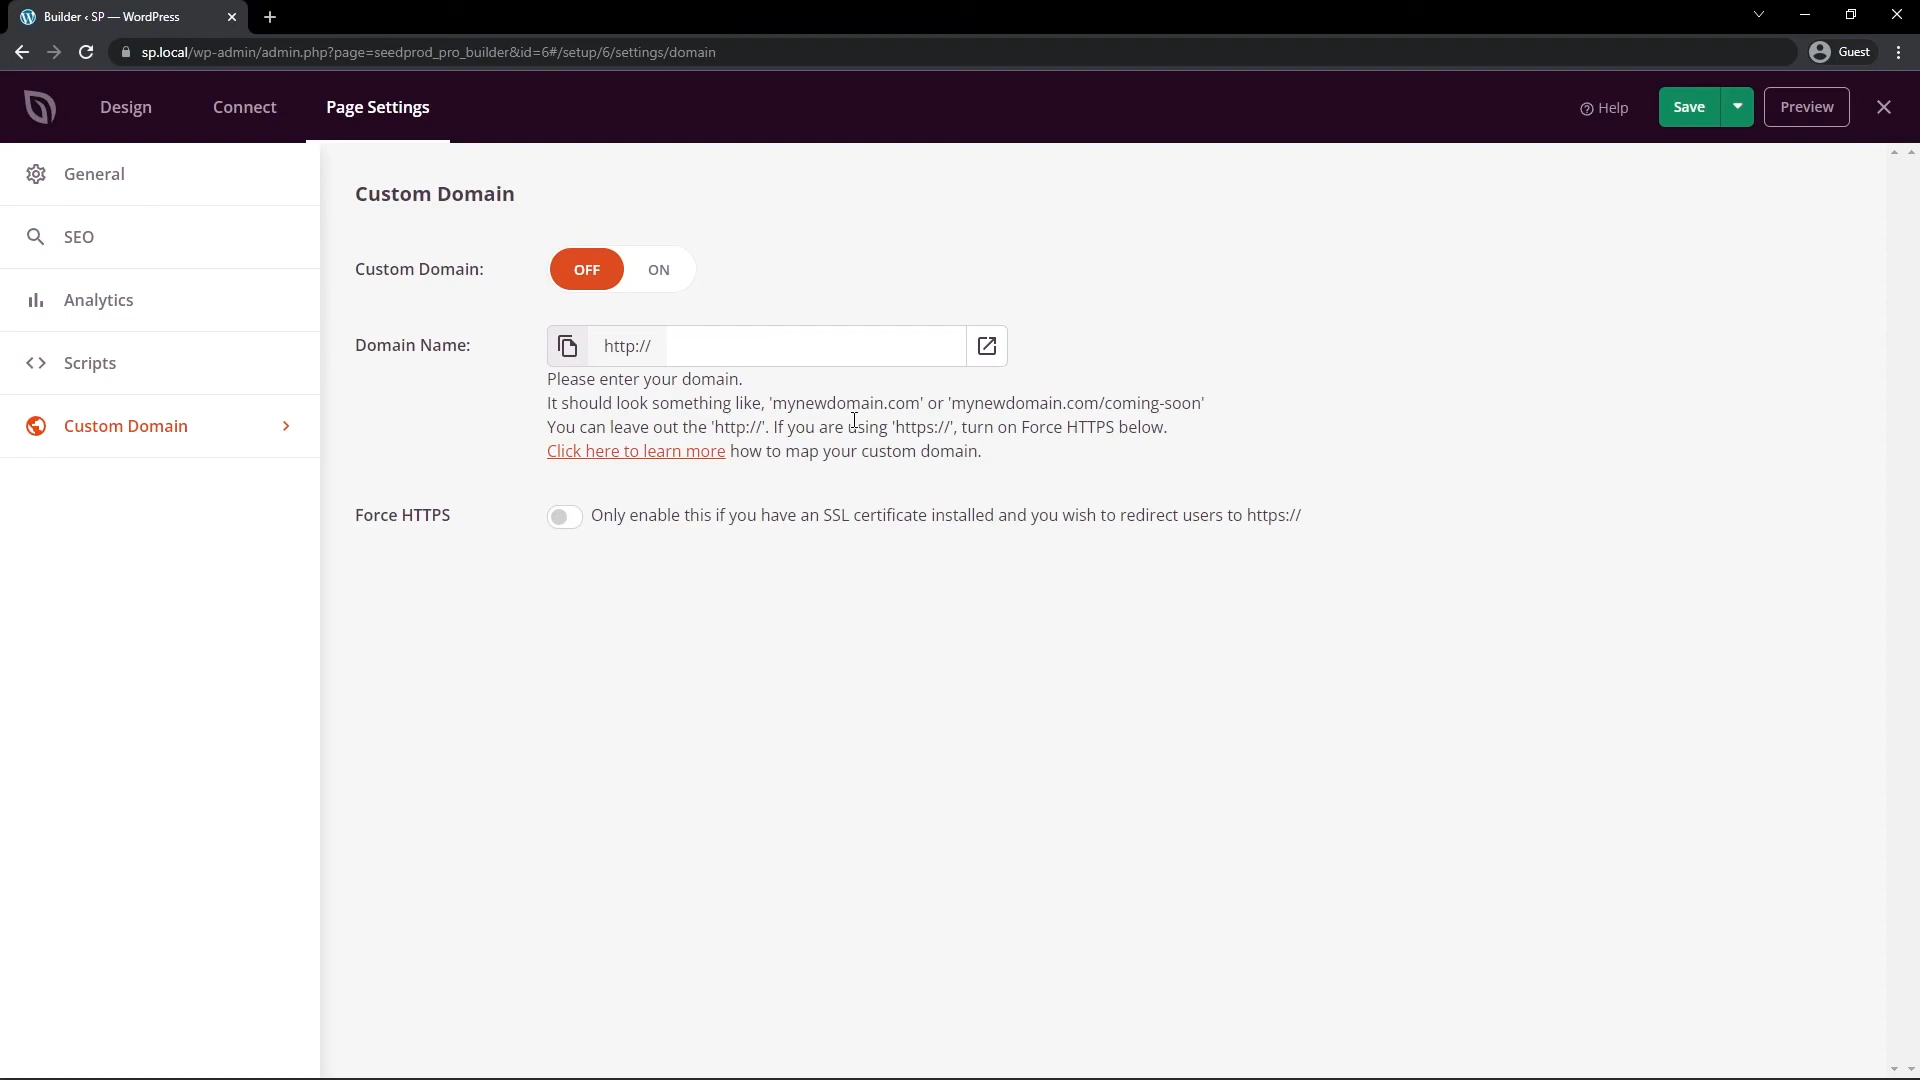 Builder ‹ SP — WordPress
sp.local/wp-admin/admin.php?page=seedprod_pro_builder&id=6#/setup/6/settings/domain
Guest
Design
Connect
Page Settings
Help
Save
Preview
General
SEO
Analytics
Scripts
Custom Domain
Custom Domain
Custom Domain:
OFF
ON
Domain Name:
http://
Please enter your domain.
It should look something like, 'mynewdomain.com' or 'mynewdomain.com/coming-soon'
You can leave out the 'http://'. If you are using 'https://', turn on Force HTTPS below.
Click here to learn more how to map your custom domain.
Force HTTPS
Only enable this if you have an SSL certificate installed and you wish to redirect users to https://